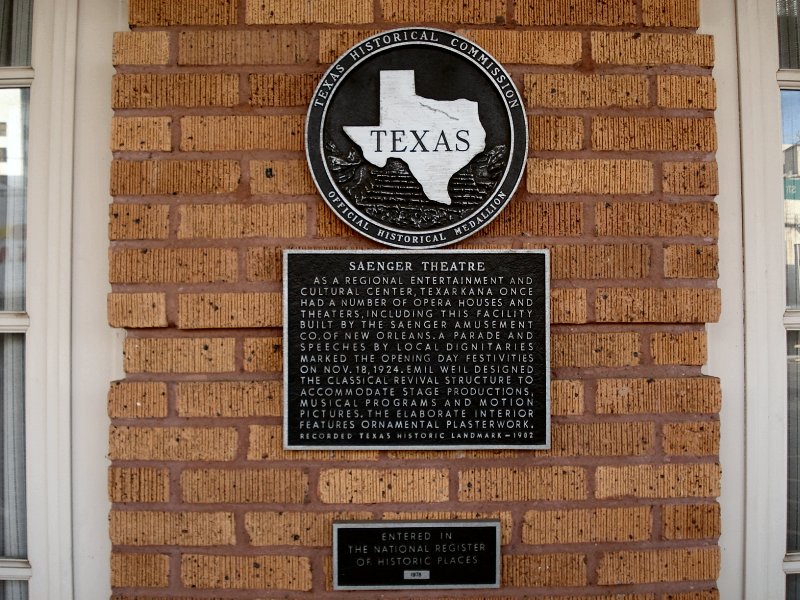 TEXAS HISTORICAL COMMISSION
TEXAS
OFFICIAL HISTORICAL MEDALLION
SAENGER THEATRE
AS A REGIONAL ENTERTAINMENT AND
CULTURAL CENTER, TEXARKANA ONCE
HAD A NUMBER OF OPERA HOUSES AND
THEATERS, INCLUDING THIS FACILITY
BUILT BY THE SAENGER AMUSEMENT
CO. OF NEW ORLEANS. A PARADE AND
SPEECHES BY LOCAL DIGNITARIES
MARKED THE OPENING DAY FESTIVITIES
ON NOV. 18, 1924. EMIL WEIL DESIGNED
THE CLASSICAL REVIVAL STRUCTURE TO
ACCOMMODATE STAGE PRODUCTIONS,
MUSICAL PROGRAMS AND MOTION
PICTURES. THE ELABORATE INTERIOR
FEATURES ORNAMENTAL PLASTERWORK.
RECORDED TEXAS HISTORIC LANDMARK – 1982
ENTERED IN
THE NATIONAL REGISTER
OF HISTORIC PLACES
1978